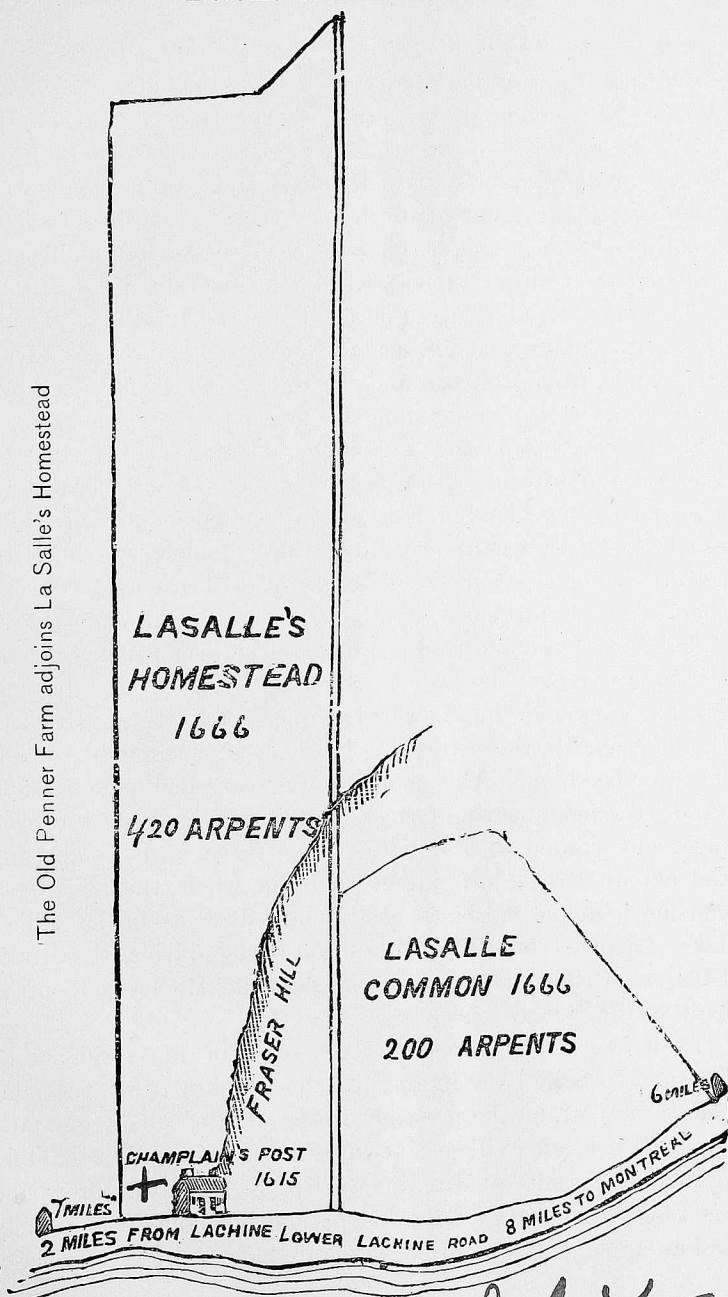 The Old Penner Farm adjoins La Salle's Homestead
LASALLE'S
HOMESTEAD
1666
420 ARPENTS
FRASER HILL
LASALLE
COMMON 1666
200 ARPENTS
6 MILES
CHAMPLAIN'S POST
1615
7 MILES
2 MILES FROM LACHINE LOWER LACHINE ROAD 8 MILES TO MONTREAL